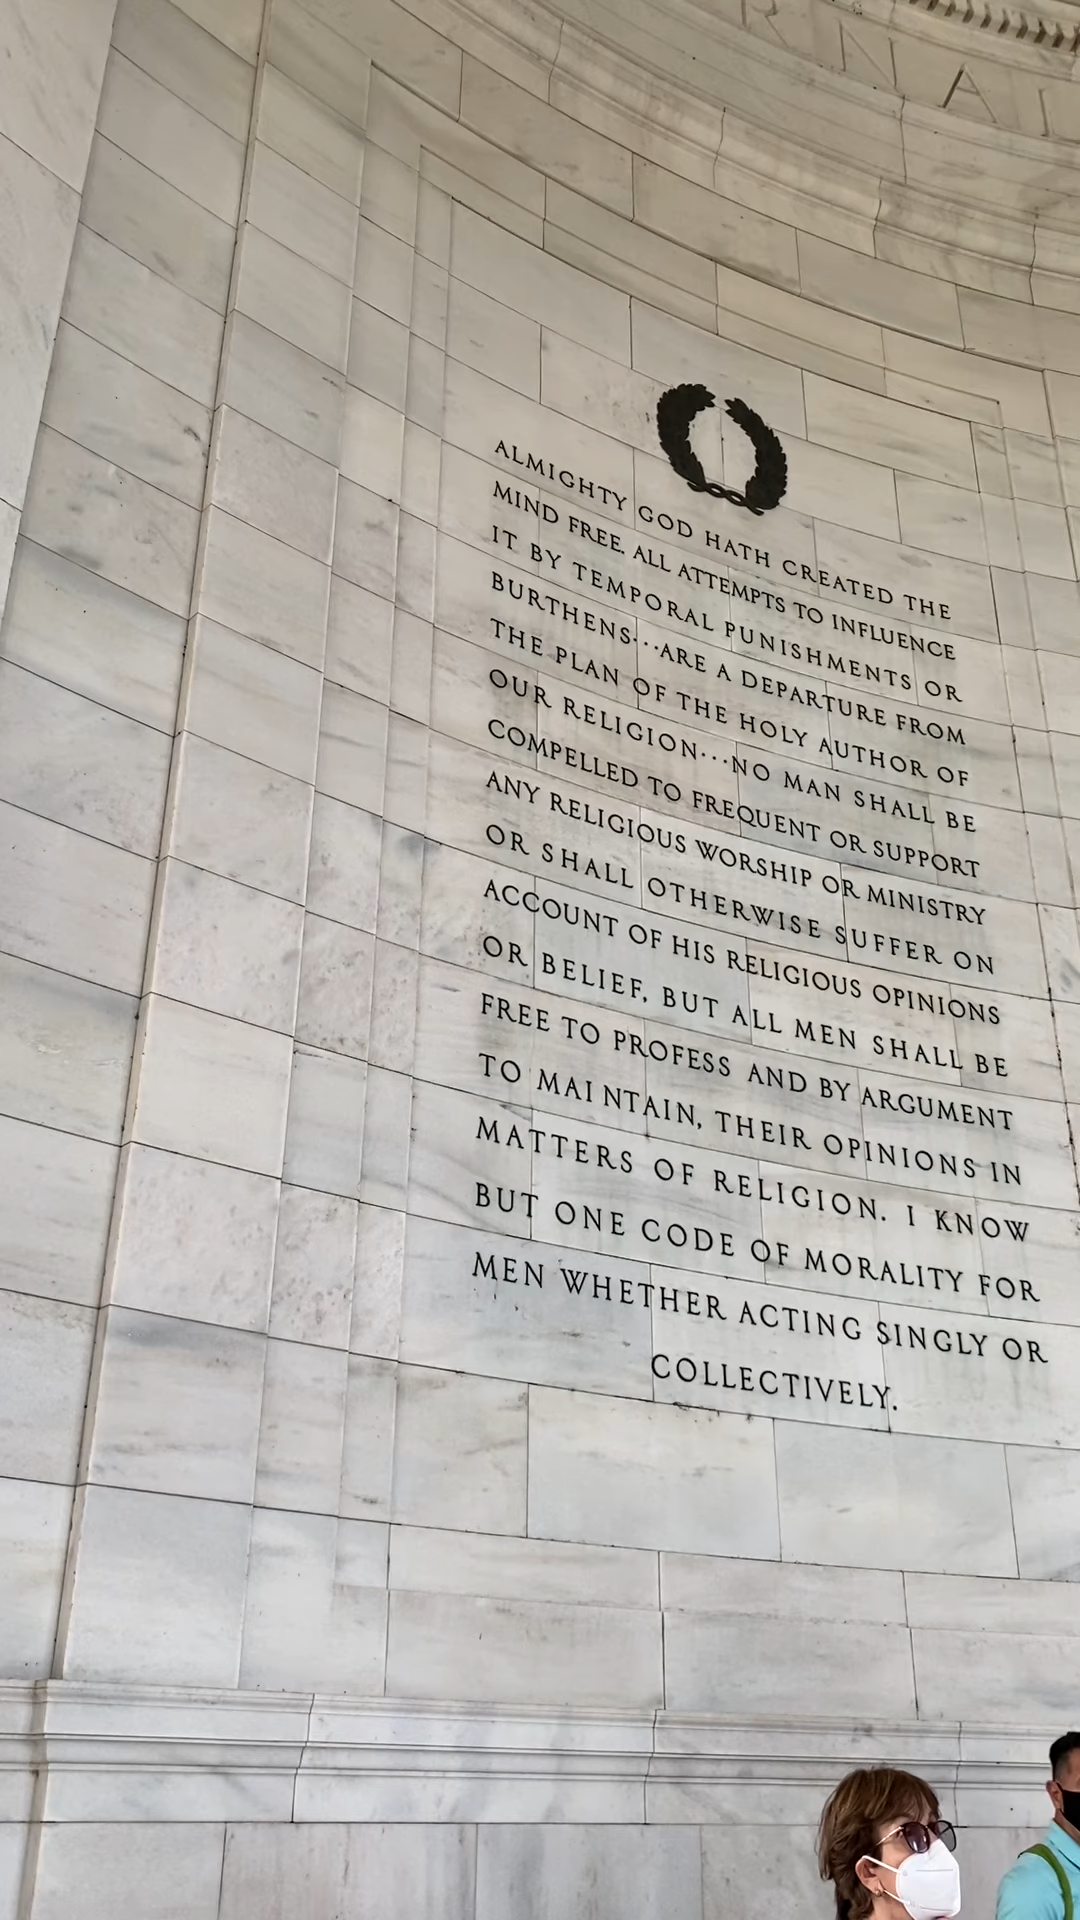 RNAL
ALMIGHTY GOD HATH CREATED THE
MIND FREE. ALL ATTEMPTS TO INFLUENCE
IT BY TEMPORAL PUNISHMENTS OR
BURTHENS···ARE A DEPARTURE FROM
THE PLAN OF THE HOLY AUTHOR OF
OUR RELIGION···NO MAN SHALL BE
COMPELLED TO FREQUENT OR SUPPORT
ANY RELIGIOUS WORSHIP OR MINISTRY
OR SHALL OTHERWISE SUFFER ON
ACCOUNT OF HIS RELIGIOUS OPINIONS
OR BELIEF, BUT ALL MEN SHALL BE
FREE TO PROFESS AND BY ARGUMENT
TO MAINTAIN, THEIR OPINIONS IN
MATTERS OF RELIGION. I KNOW
BUT ONE CODE OF MORALITY FOR
MEN WHETHER ACTING SINGLY OR
COLLECTIVELY.